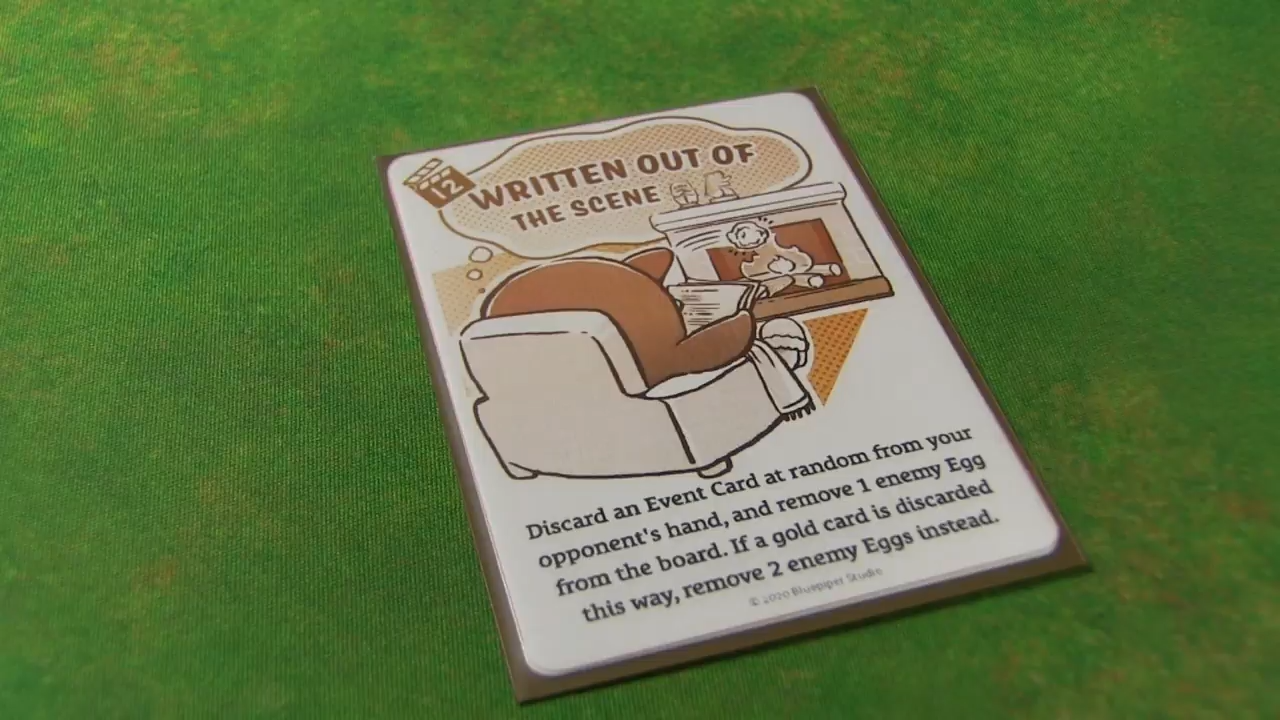 12
WRITTEN OUT OF
THE SCENE
Discard an Event Card at random from your
opponent's hand, and remove 1 enemy Egg
from the board. If a gold card is discarded
this way, remove 2 enemy Eggs instead.
© 2020 Bluepiper Studio